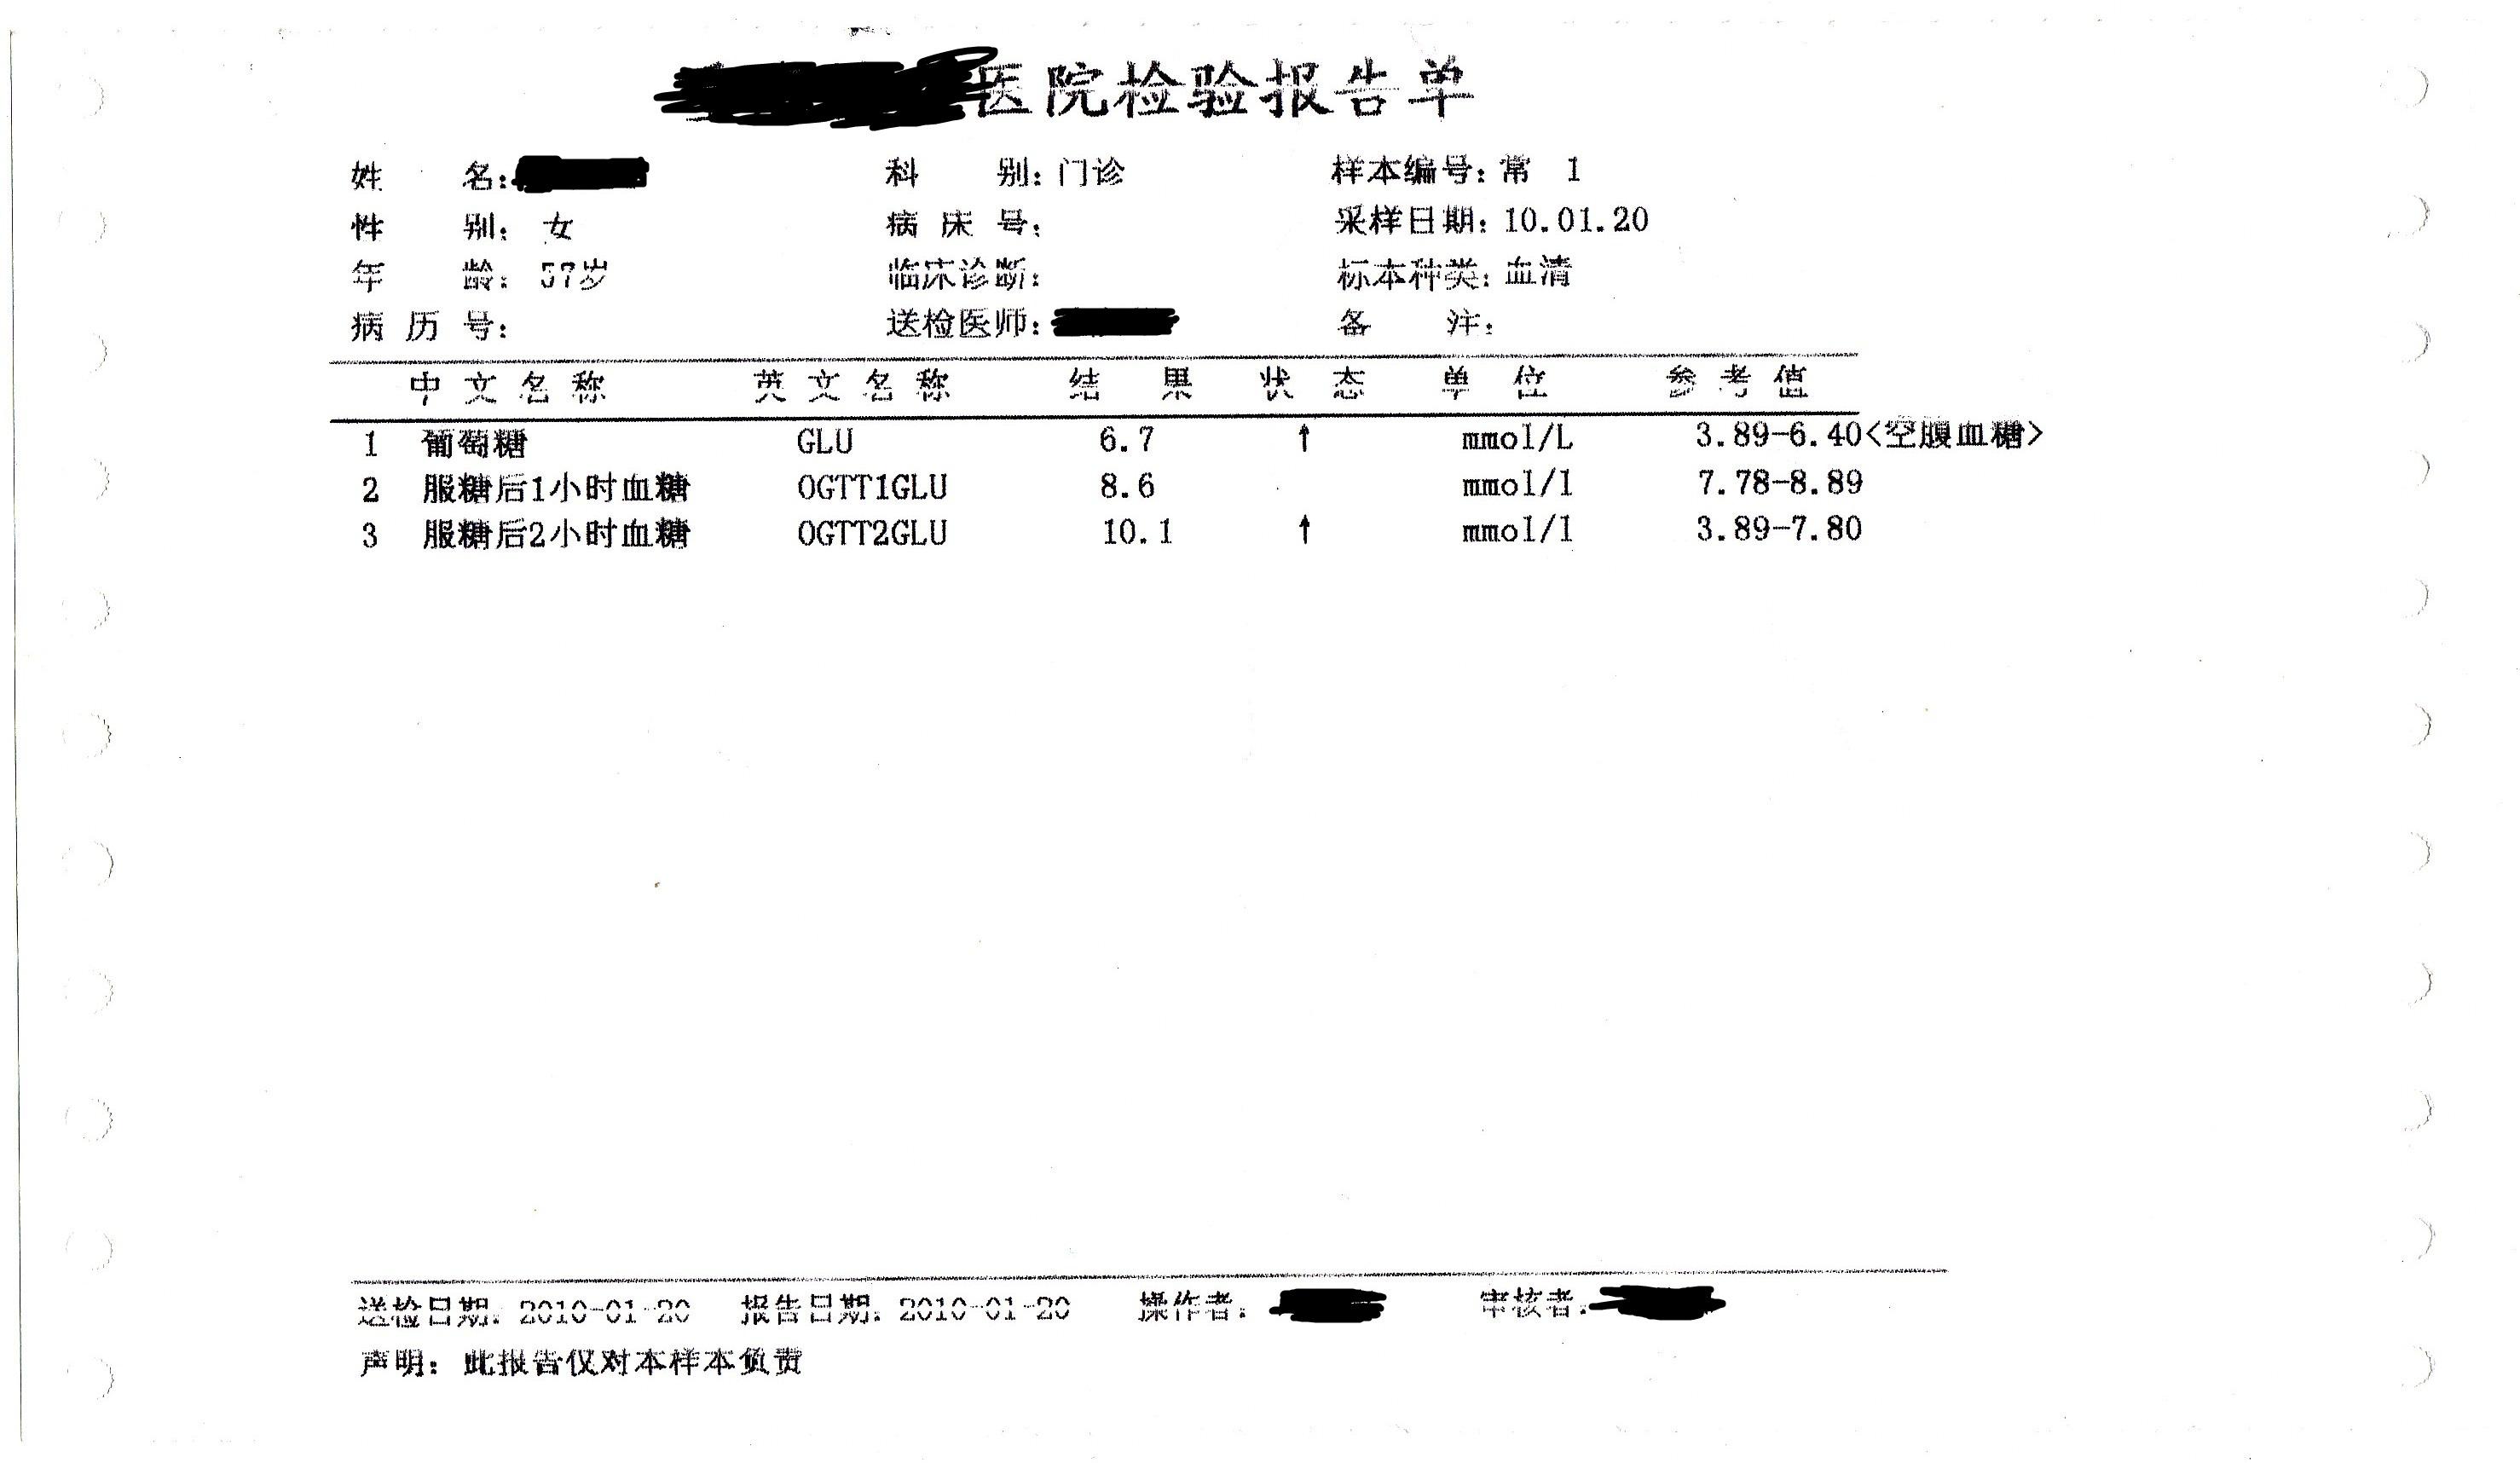 医院检验报告单
姓 名: 科 别: 门诊 样本编号: 常 1
性 别: 女 病 床 号: 采样日期: 10.01.20
年 龄: 57岁 临床诊断: 标本种类: 血清
病 历 号: 送检医师: 备 注:
中 文 名 称 英 文 名 称 结 果 状 态 单 位 参 考 值
1 葡萄糖 GLU 6.7 ↑ mmol/L 3.89-6.40<空腹血糖>
2 服糖后1小时血糖 OGTT1GLU 8.6 mmol/l 7.78-8.89
3 服糖后2小时血糖 OGTT2GLU 10.1 ↑ mmol/l 3.89-7.80
送检日期: 2010-01-20 报告日期: 2010-01-20 操作者: 审核者:
声明: 此报告仅对本样本负责